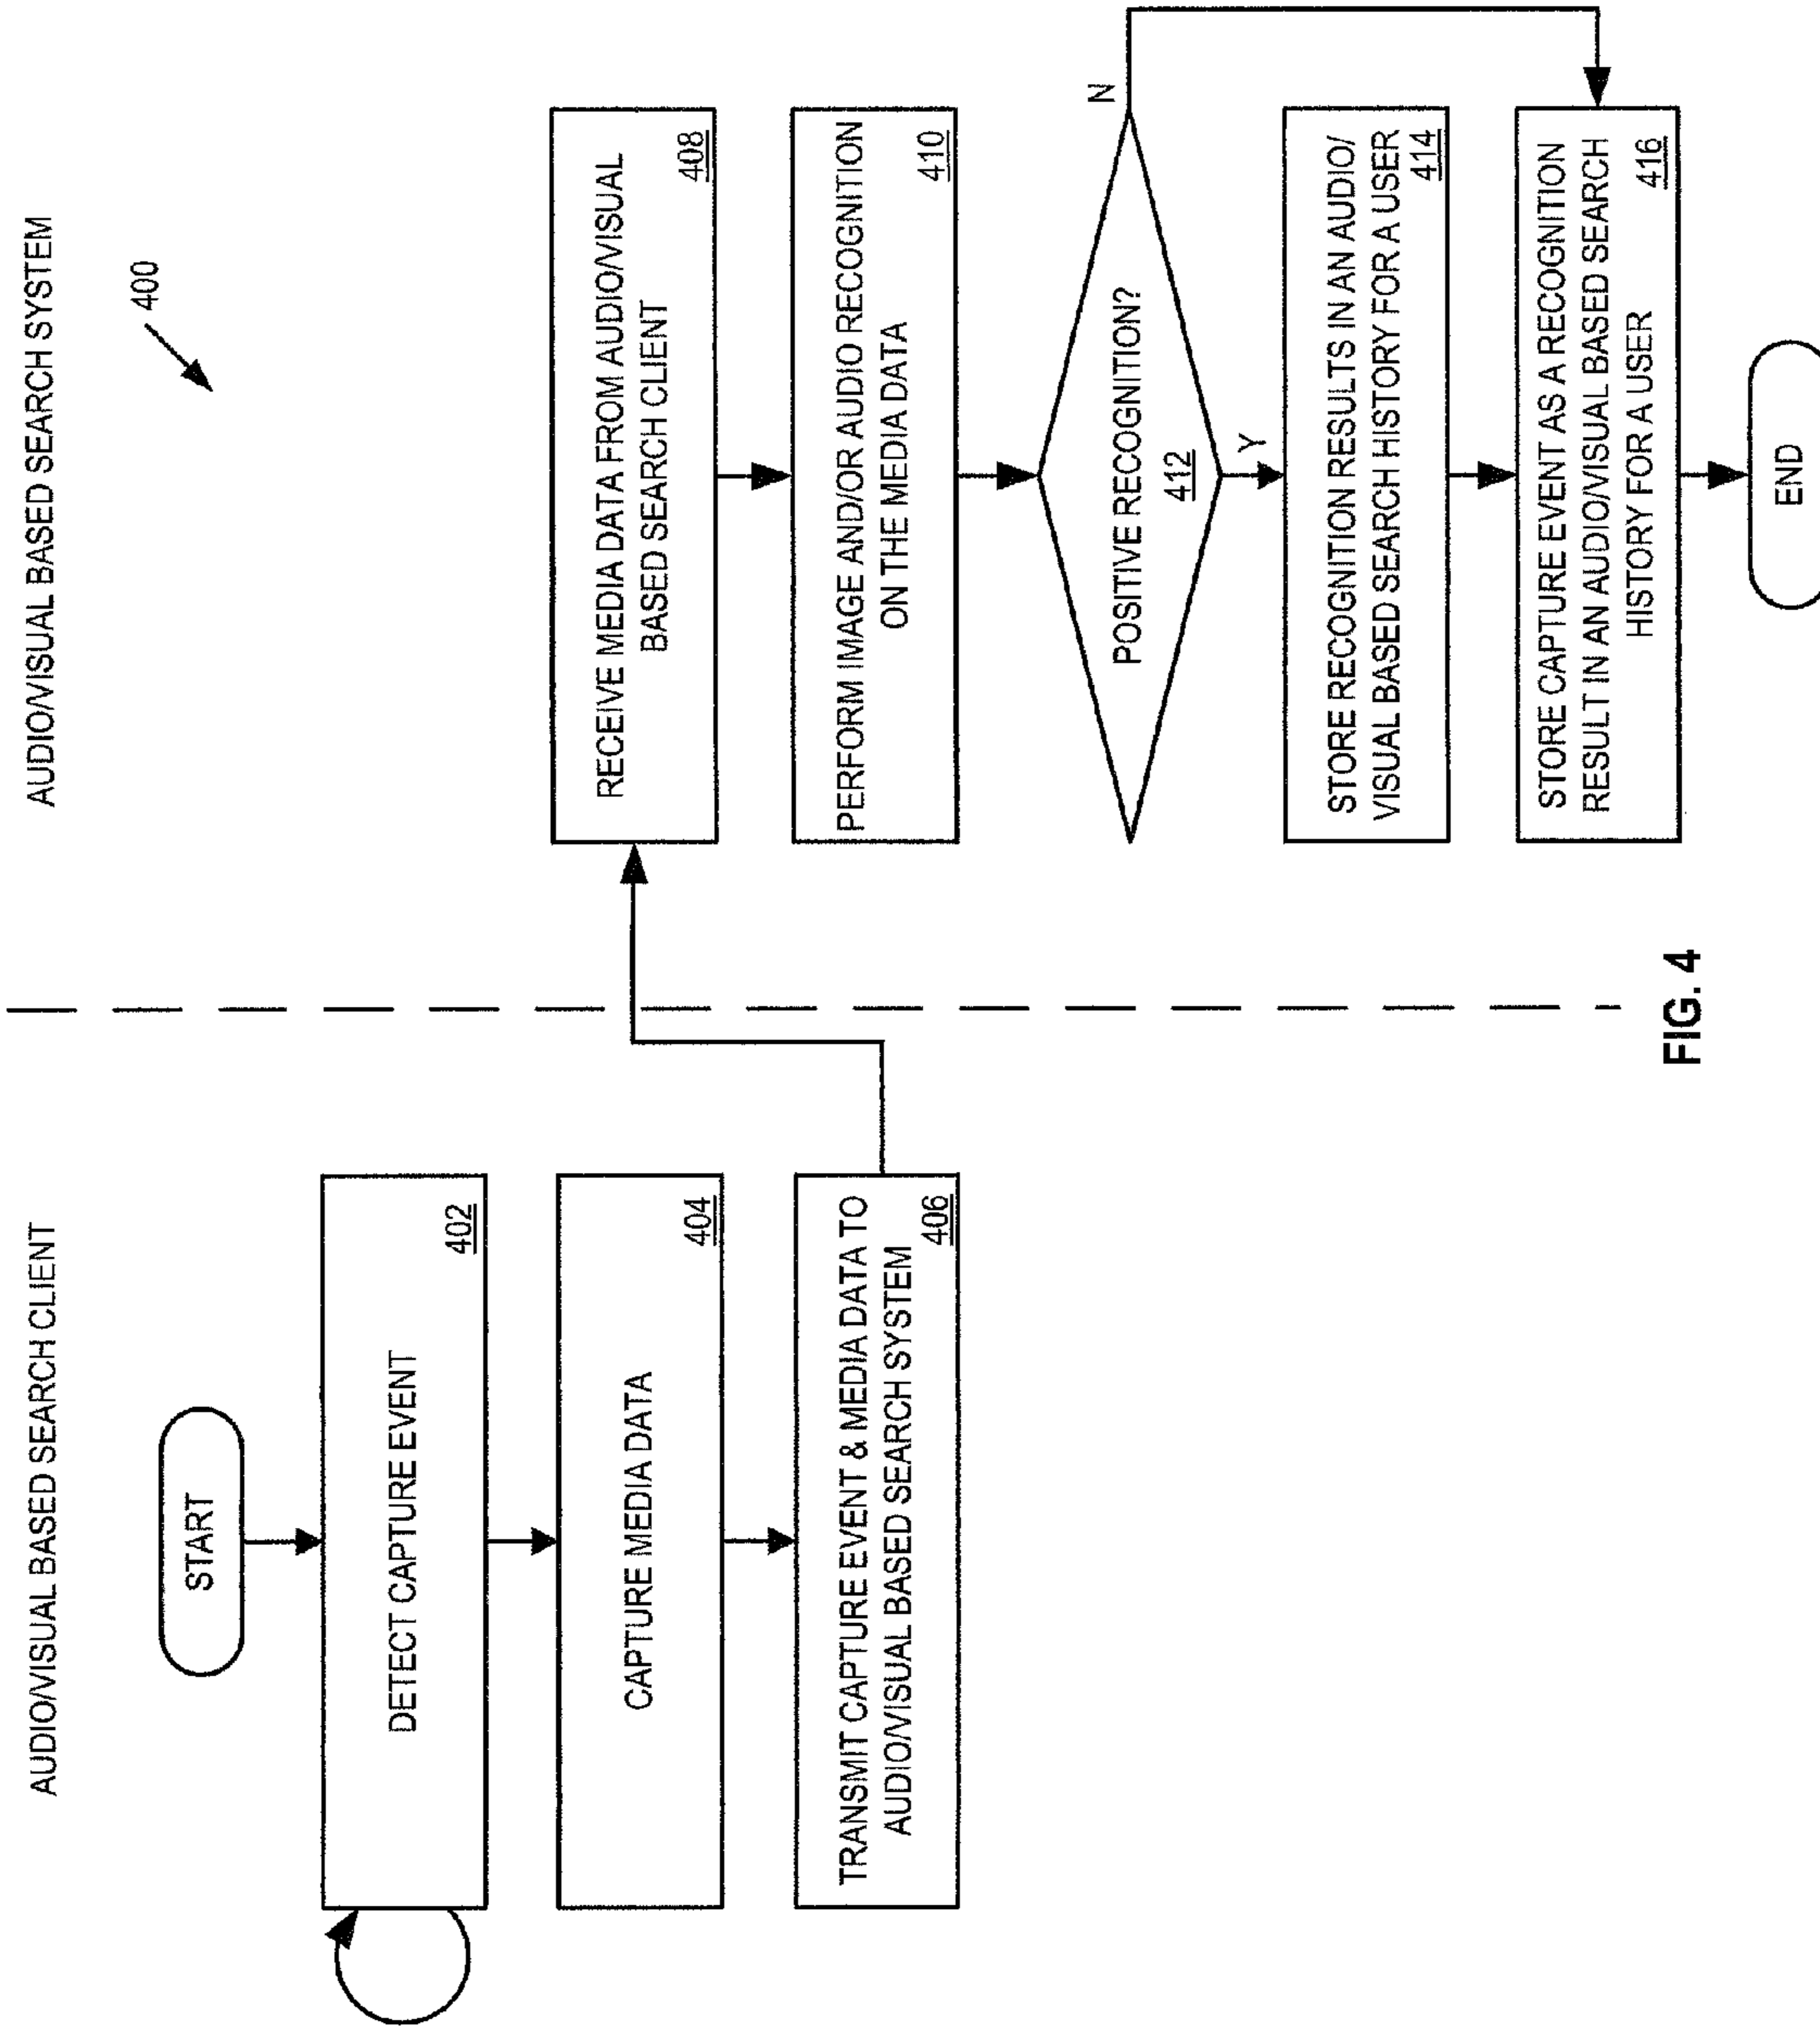 AUDIO/VISUAL BASED SEARCH CLIENT
START
DETECT CAPTURE EVENT
402
CAPTURE MEDIA DATA
404
TRANSMIT CAPTURE EVENT & MEDIA DATA TO
AUDIO/VISUAL BASED SEARCH SYSTEM
406
AUDIO/VISUAL BASED SEARCH SYSTEM
400
RECEIVE MEDIA DATA FROM AUDIO/VISUAL
BASED SEARCH CLIENT
408
PERFORM IMAGE AND/OR AUDIO RECOGNITION
ON THE MEDIA DATA
410
POSITIVE RECOGNITION?
412
N
Y
STORE RECOGNITION RESULTS IN AN AUDIO/
VISUAL BASED SEARCH HISTORY FOR A USER
414
STORE CAPTURE EVENT AS A RECOGNITION
RESULT IN AN AUDIO/VISUAL BASED SEARCH
HISTORY FOR A USER
416
END
FIG. 4